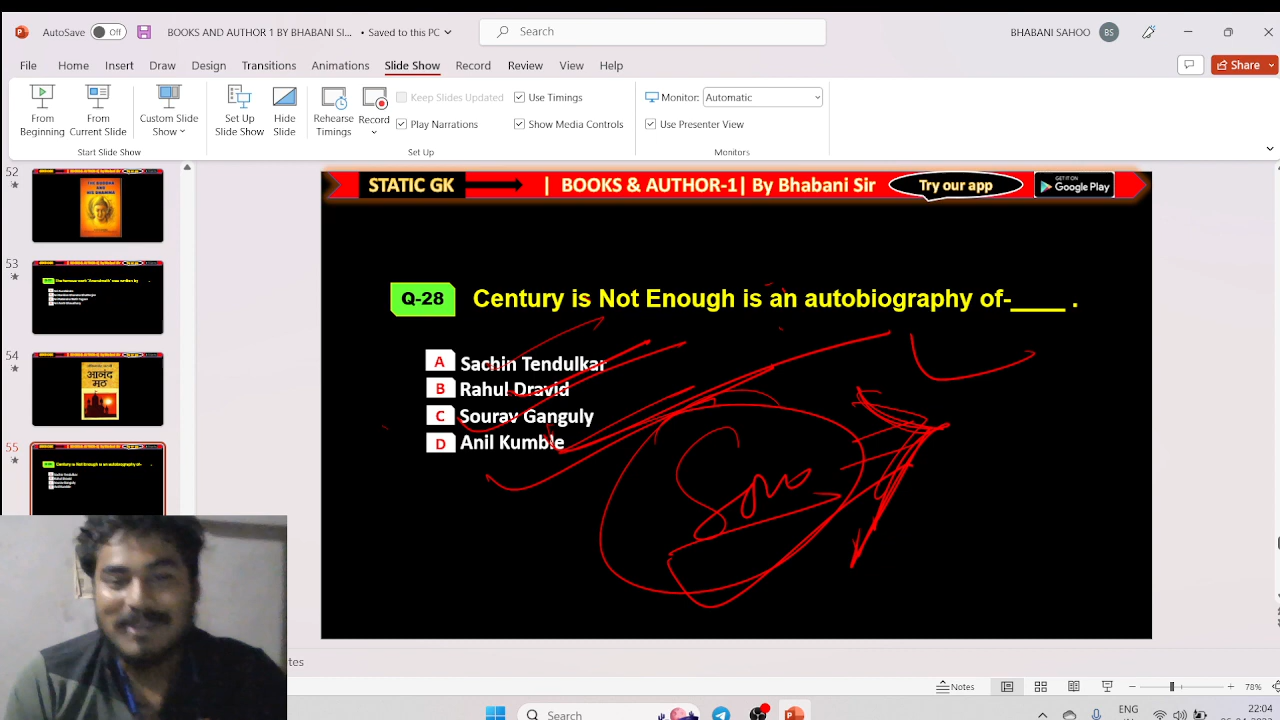 AutoSave Off BOOKS AND AUTHOR 1 BY BHABANI SI... • Saved to this PC Search BHABANI SAHOO BS
File Home Insert Draw Design Transitions Animations Slide Show Record Review View Help Share
From Beginning From Current Slide Custom Slide Show Set Up Slide Show Hide Slide Rehearse Timings Record Keep Slides Updated Play Narrations Use Timings Show Media Controls Monitor: Automatic Use Presenter View
Start Slide Show Set Up Monitors
52
53
54
आनंद मठ
55
STATIC GK | BOOKS & AUTHOR-1| By Bhabani Sir Try our app GET IT ON Google Play
Q-28 Century is Not Enough is an autobiography of-____ .
A Sachin Tendulkar
B Rahul Dravid
C Sourav Ganguly
D Anil Kumble
tes
Notes 78%
Search ENG 22:04